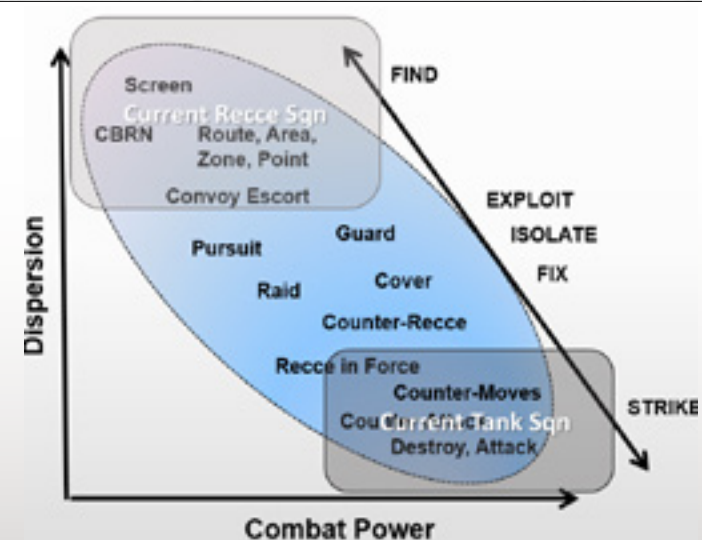 FIND
Screen
Current Recce Sqn
CBRN
Route, Area,
Zone, Point
Convoy Escort
EXPLOIT
ISOLATE
FIX
Guard
Pursuit
Cover
Raid
Counter-Recce
Recce in Force
Counter-Moves
STRIKE
Current Tank Sqn
Destroy, Attack
Dispersion
Combat Power